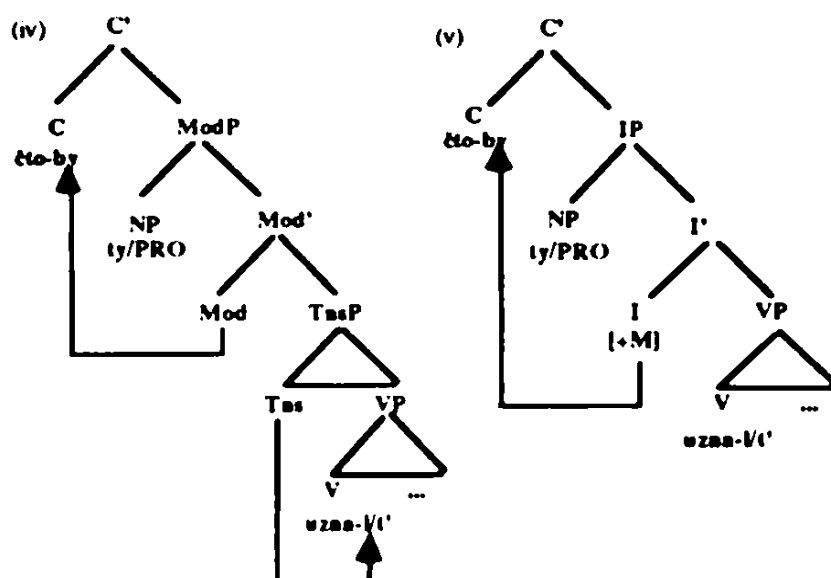 (iv)
C'
C
čto-by
ModP
NP
ty/PRO
Mod'
Mod
TnsP
Tns
VP
V
...
uzna-l/t'
(v)
C'
C
čto-by
IP
NP
ty/PRO
I'
I
[+M]
VP
V
...
uzna-l/t'